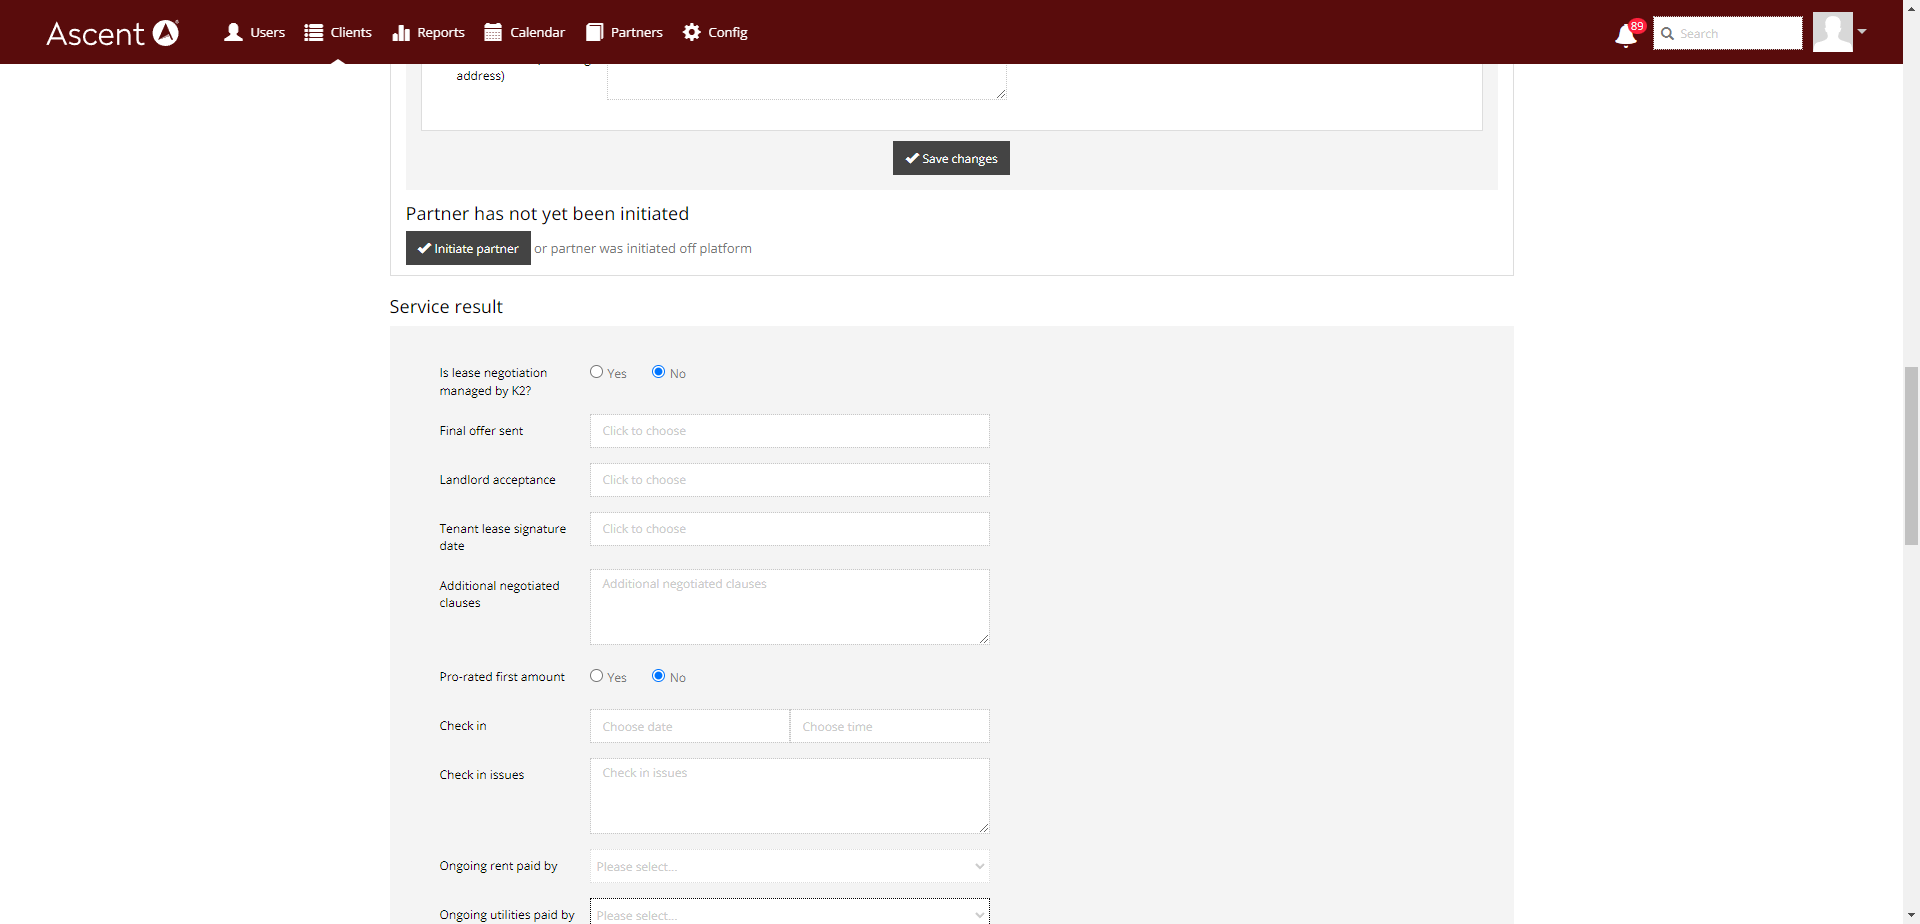 Ascent
Users
Clients
Reports
Calendar
Partners
Config
89
Search
address)
Save changes
Partner has not yet been initiated
Initiate partner or partner was initiated off platform
Service result
Is lease negotiation
managed by K2?
Yes No
Final offer sent
Click to choose
Landlord acceptance
Click to choose
Tenant lease signature
date
Click to choose
Additional negotiated
clauses
Additional negotiated clauses
Pro-rated first amount
Yes No
Check in
Choose date
Choose time
Check in issues
Check in issues
Ongoing rent paid by
Please select...
Ongoing utilities paid by
Please select...